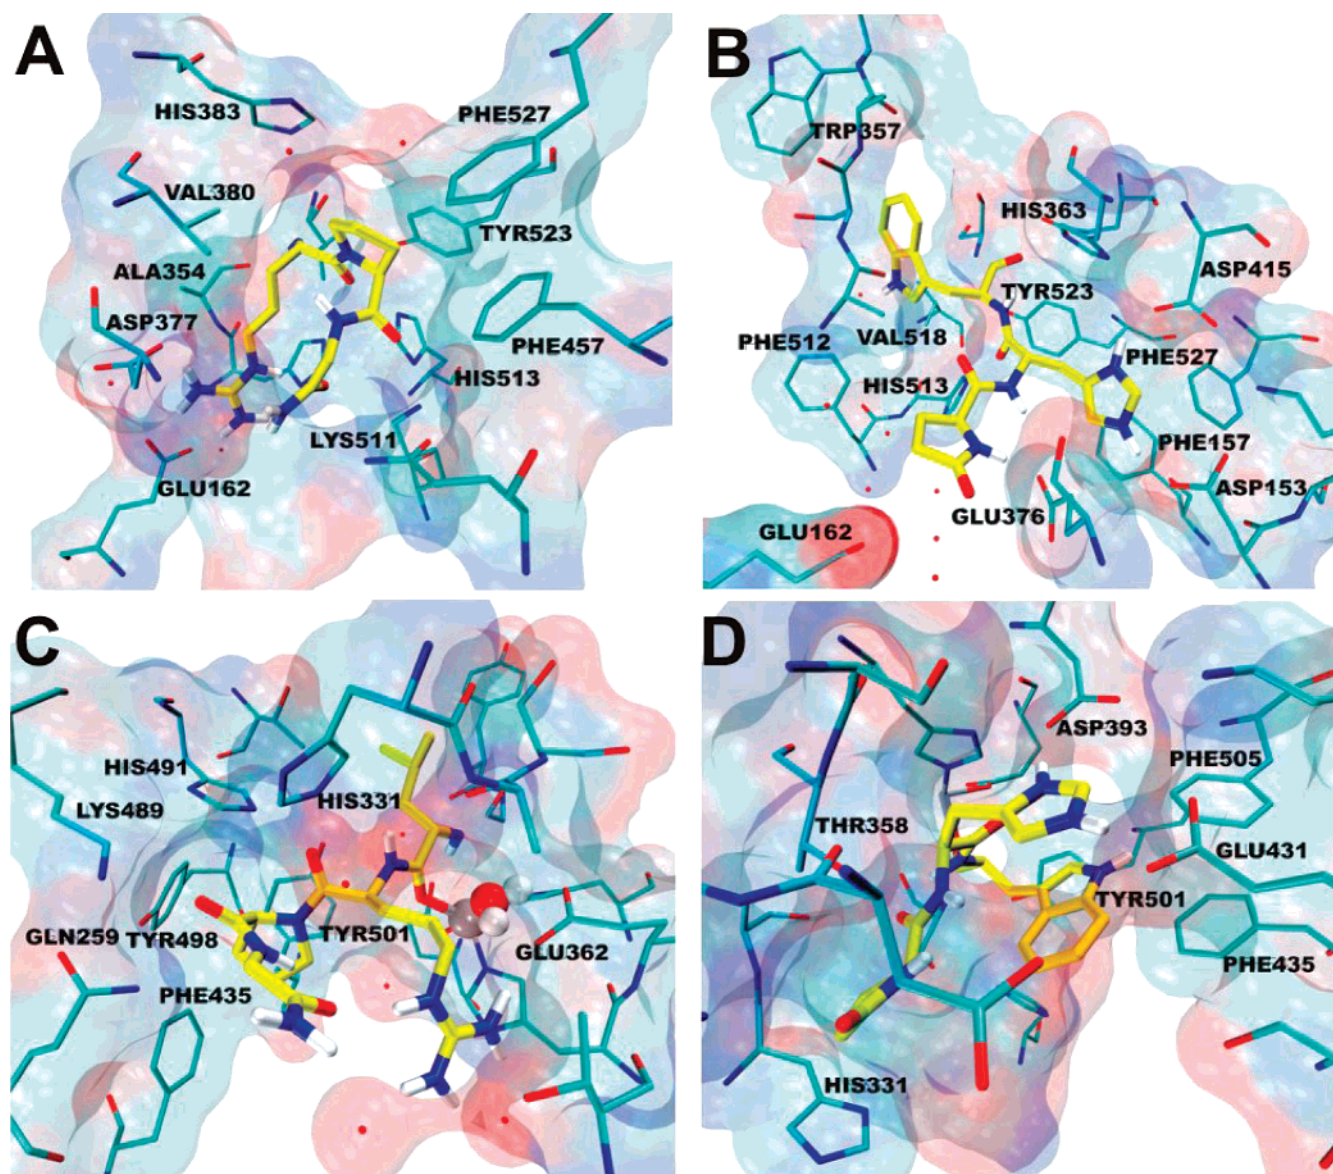 A
HIS383
PHE527
VAL380
TYR523
ALA354
ASP377
PHE457
HIS513
LYS511
GLU162
B
TRP357
HIS363
ASP415
TYR523
PHE512
VAL518
PHE527
HIS513
PHE157
ASP153
GLU376
GLU162
C
HIS491
HIS331
LYS489
GLN259
TYR498
TYR501
GLU362
PHE435
D
ASP393
PHE505
THR358
GLU431
TYR501
PHE435
HIS331